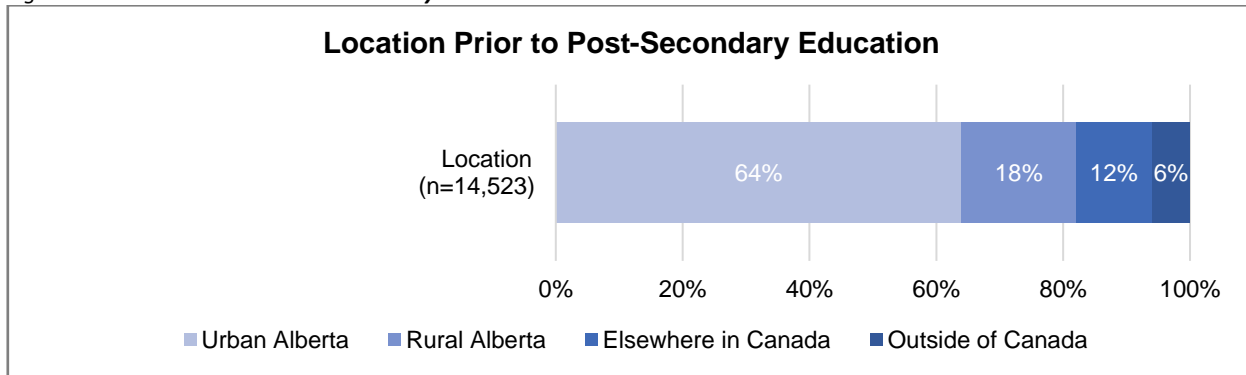 Location Prior to Post-Secondary Education
Location
(n=14,523)
64%
18%
12%
6%
0%
20%
40%
60%
80%
100%
Urban Alberta
Rural Alberta
Elsewhere in Canada
Outside of Canada